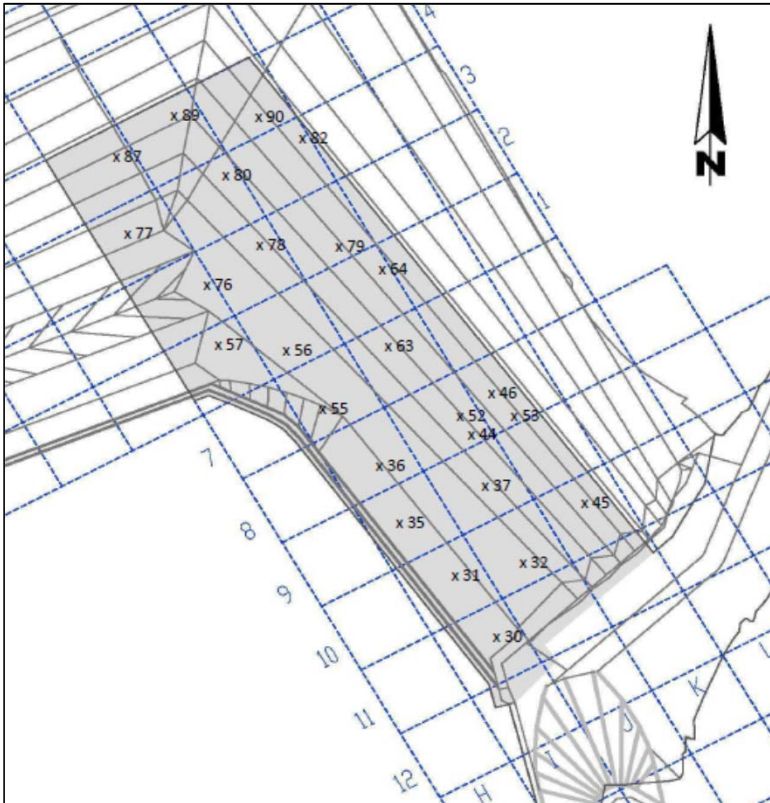 4
3
2
1
N
x 89
x 90
x 82
x 87
x 80
x 77
x 78
x 79
x 64
x 76
x 57
x 56
x 63
x 46
x 55
x 52
x 53
x 44
x 36
x 37
x 45
x 35
x 32
x 31
x 30
7
8
9
10
11
12
H
I
J
K
L